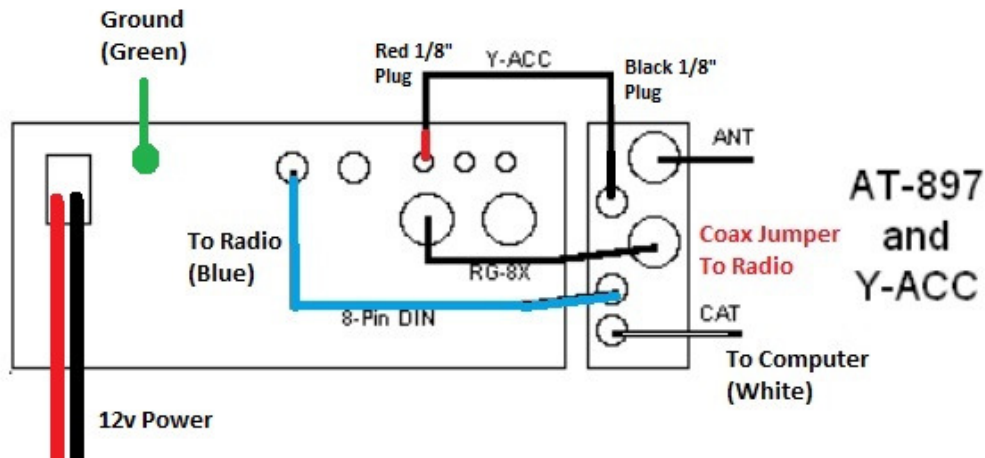 Ground
(Green)
Red 1/8"
Plug
Y-ACC
Black 1/8"
Plug
ANT
AT-897
and
Y-ACC
To Radio
(Blue)
Coax Jumper
To Radio
RG-8X
8-Pin DIN
CAT
To Computer
(White)
12v Power